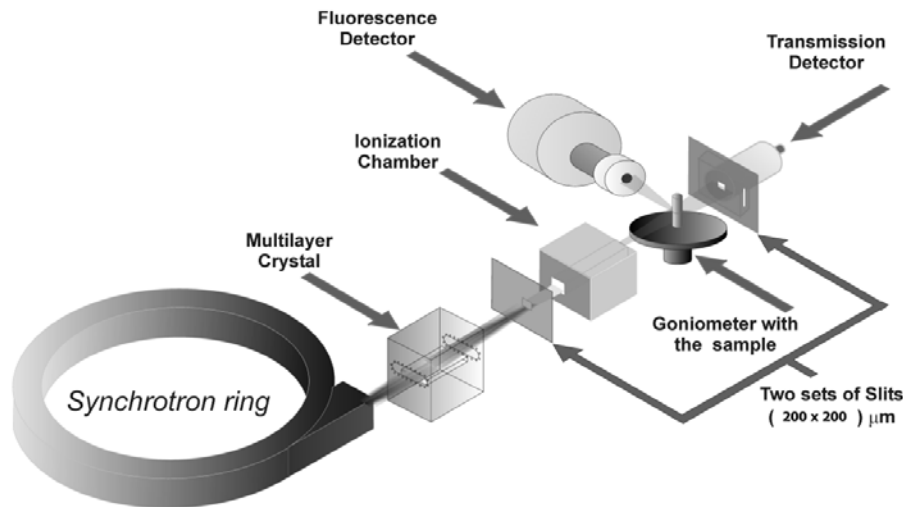 Fluorescence
Detector
Transmission
Detector
Ionization
Chamber
Multilayer
Crystal
Goniometer with
the sample
Synchrotron ring
Two sets of Slits
( 200 x 200 ) μm